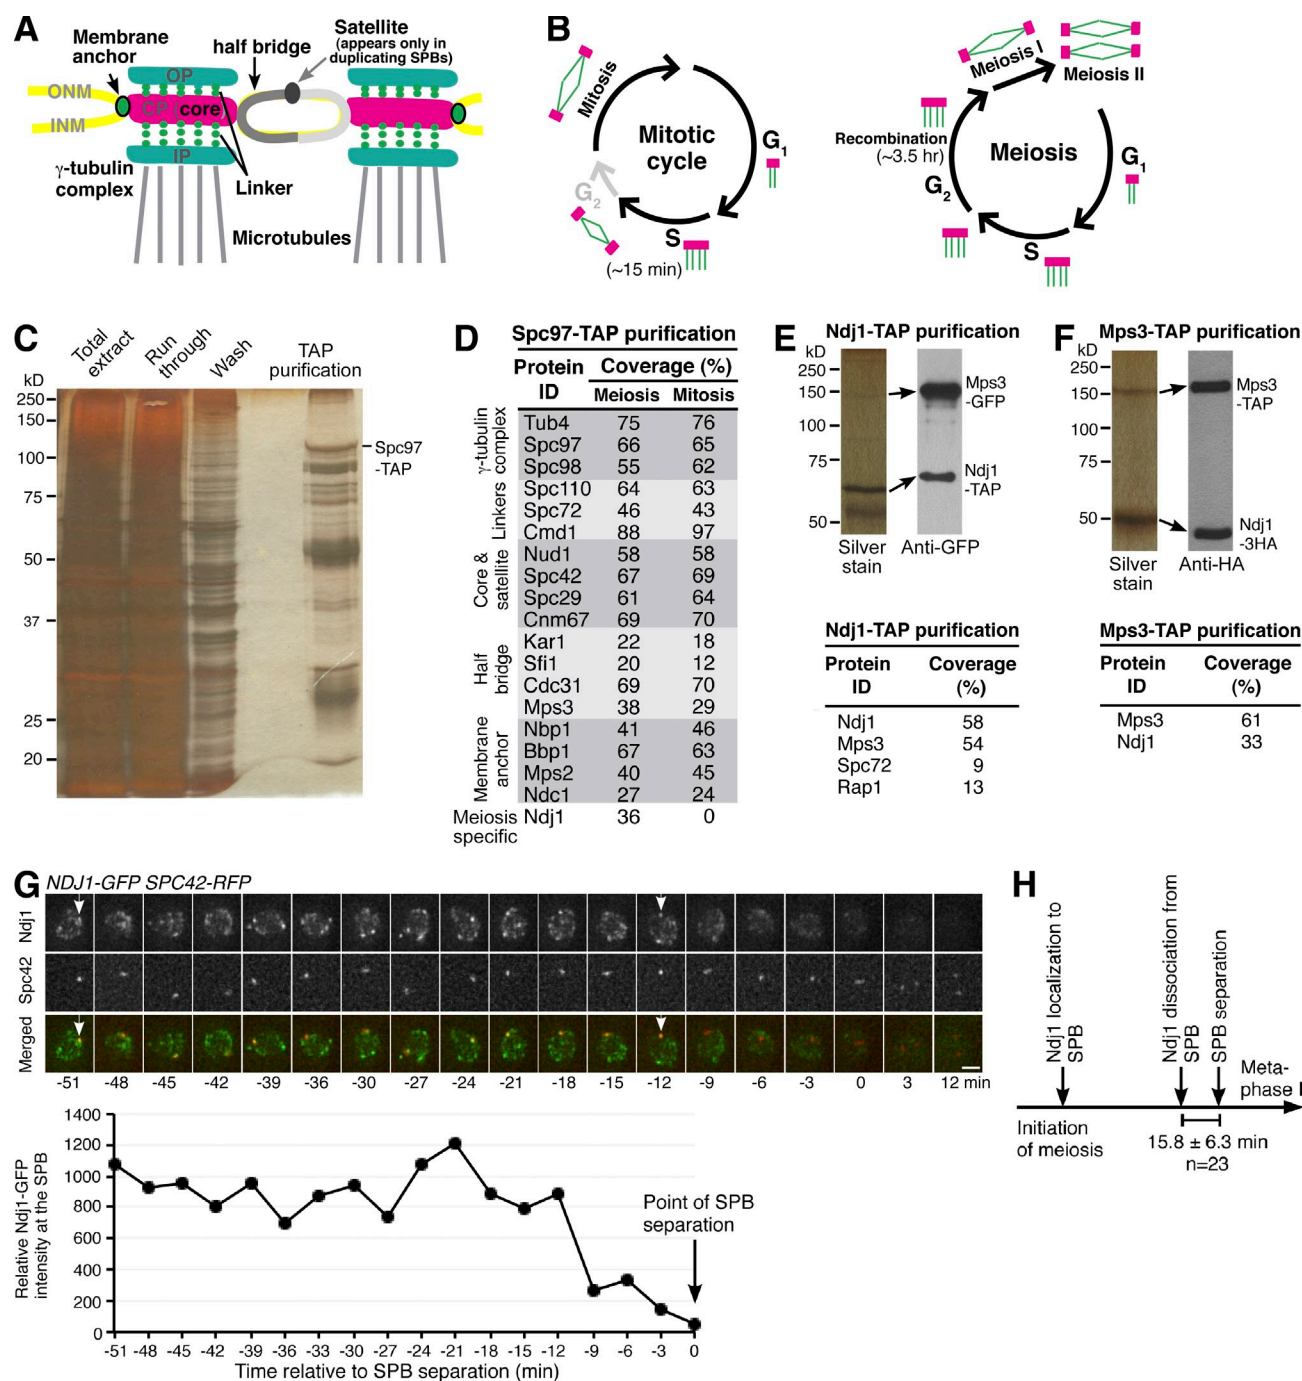 A
Membrane
anchor
half bridge
Satellite
(appears only in
duplicating SPBs)
OP
ONM
CP (core)
INM
IP
γ-tubulin
complex
Linker
Microtubules
B
Mitosis
Mitotic
cycle
G1
G2
S
(~15 min)
Meiosis I
Meiosis II
Recombination
(~3.5 hr)
Meiosis
G1
G2
S
C
Total
extract
Run
through
Wash
TAP
purification
kD
250
150
100
75
50
37
25
20
Spc97
-TAP
D
Spc97-TAP purification
Protein ID Coverage (%)
Meiosis Mitosis
γ-tubulin
complex
Tub4 75 76
Spc97 66 65
Spc98 55 62
Linkers
Spc110 64 63
Spc72 46 43
Cmd1 88 97
Core &
satellite
Nud1 58 58
Spc42 67 69
Spc29 61 64
Cnm67 69 70
Half
bridge
Kar1 22 18
Sfi1 20 12
Cdc31 69 70
Mps3 38 29
Membrane
anchor
Nbp1 41 46
Bbp1 67 63
Mps2 40 45
Ndc1 27 24
Meiosis
specific
Ndj1 36 0
E
Ndj1-TAP purification
kD
250
150
100
75
50
Mps3
-GFP
Ndj1
-TAP
Silver
stain
Anti-GFP
Ndj1-TAP purification
Protein Coverage
ID (%)
Ndj1 58
Mps3 54
Spc72 9
Rap1 13
F
Mps3-TAP purification
kD
250
150
100
75
50
Mps3
-TAP
Ndj1
-3HA
Silver
stain
Anti-HA
Mps3-TAP purification
Protein Coverage
ID (%)
Mps3 61
Ndj1 33
G
NDJ1-GFP SPC42-RFP
Ndj1
Spc42
Merged
-51 -48 -45 -42 -39 -36 -30 -27 -24 -21 -18 -15 -12 -9 -6 -3 0 3 12 min
Relative Ndj1-GFP
intensity at the SPB
1400
1200
1000
800
600
400
200
0
Point of SPB
separation
-51 -48 -45 -42 -39 -36 -33 -30 -27 -24 -21 -18 -15 -12 -9 -6 -3 0
Time relative to SPB separation (min)
H
Ndj1 localization to
SPB
Ndj1 dissociation from
SPB
SPB separation
Meta-
phase I
Initiation
of meiosis
15.8 ± 6.3 min
n=23